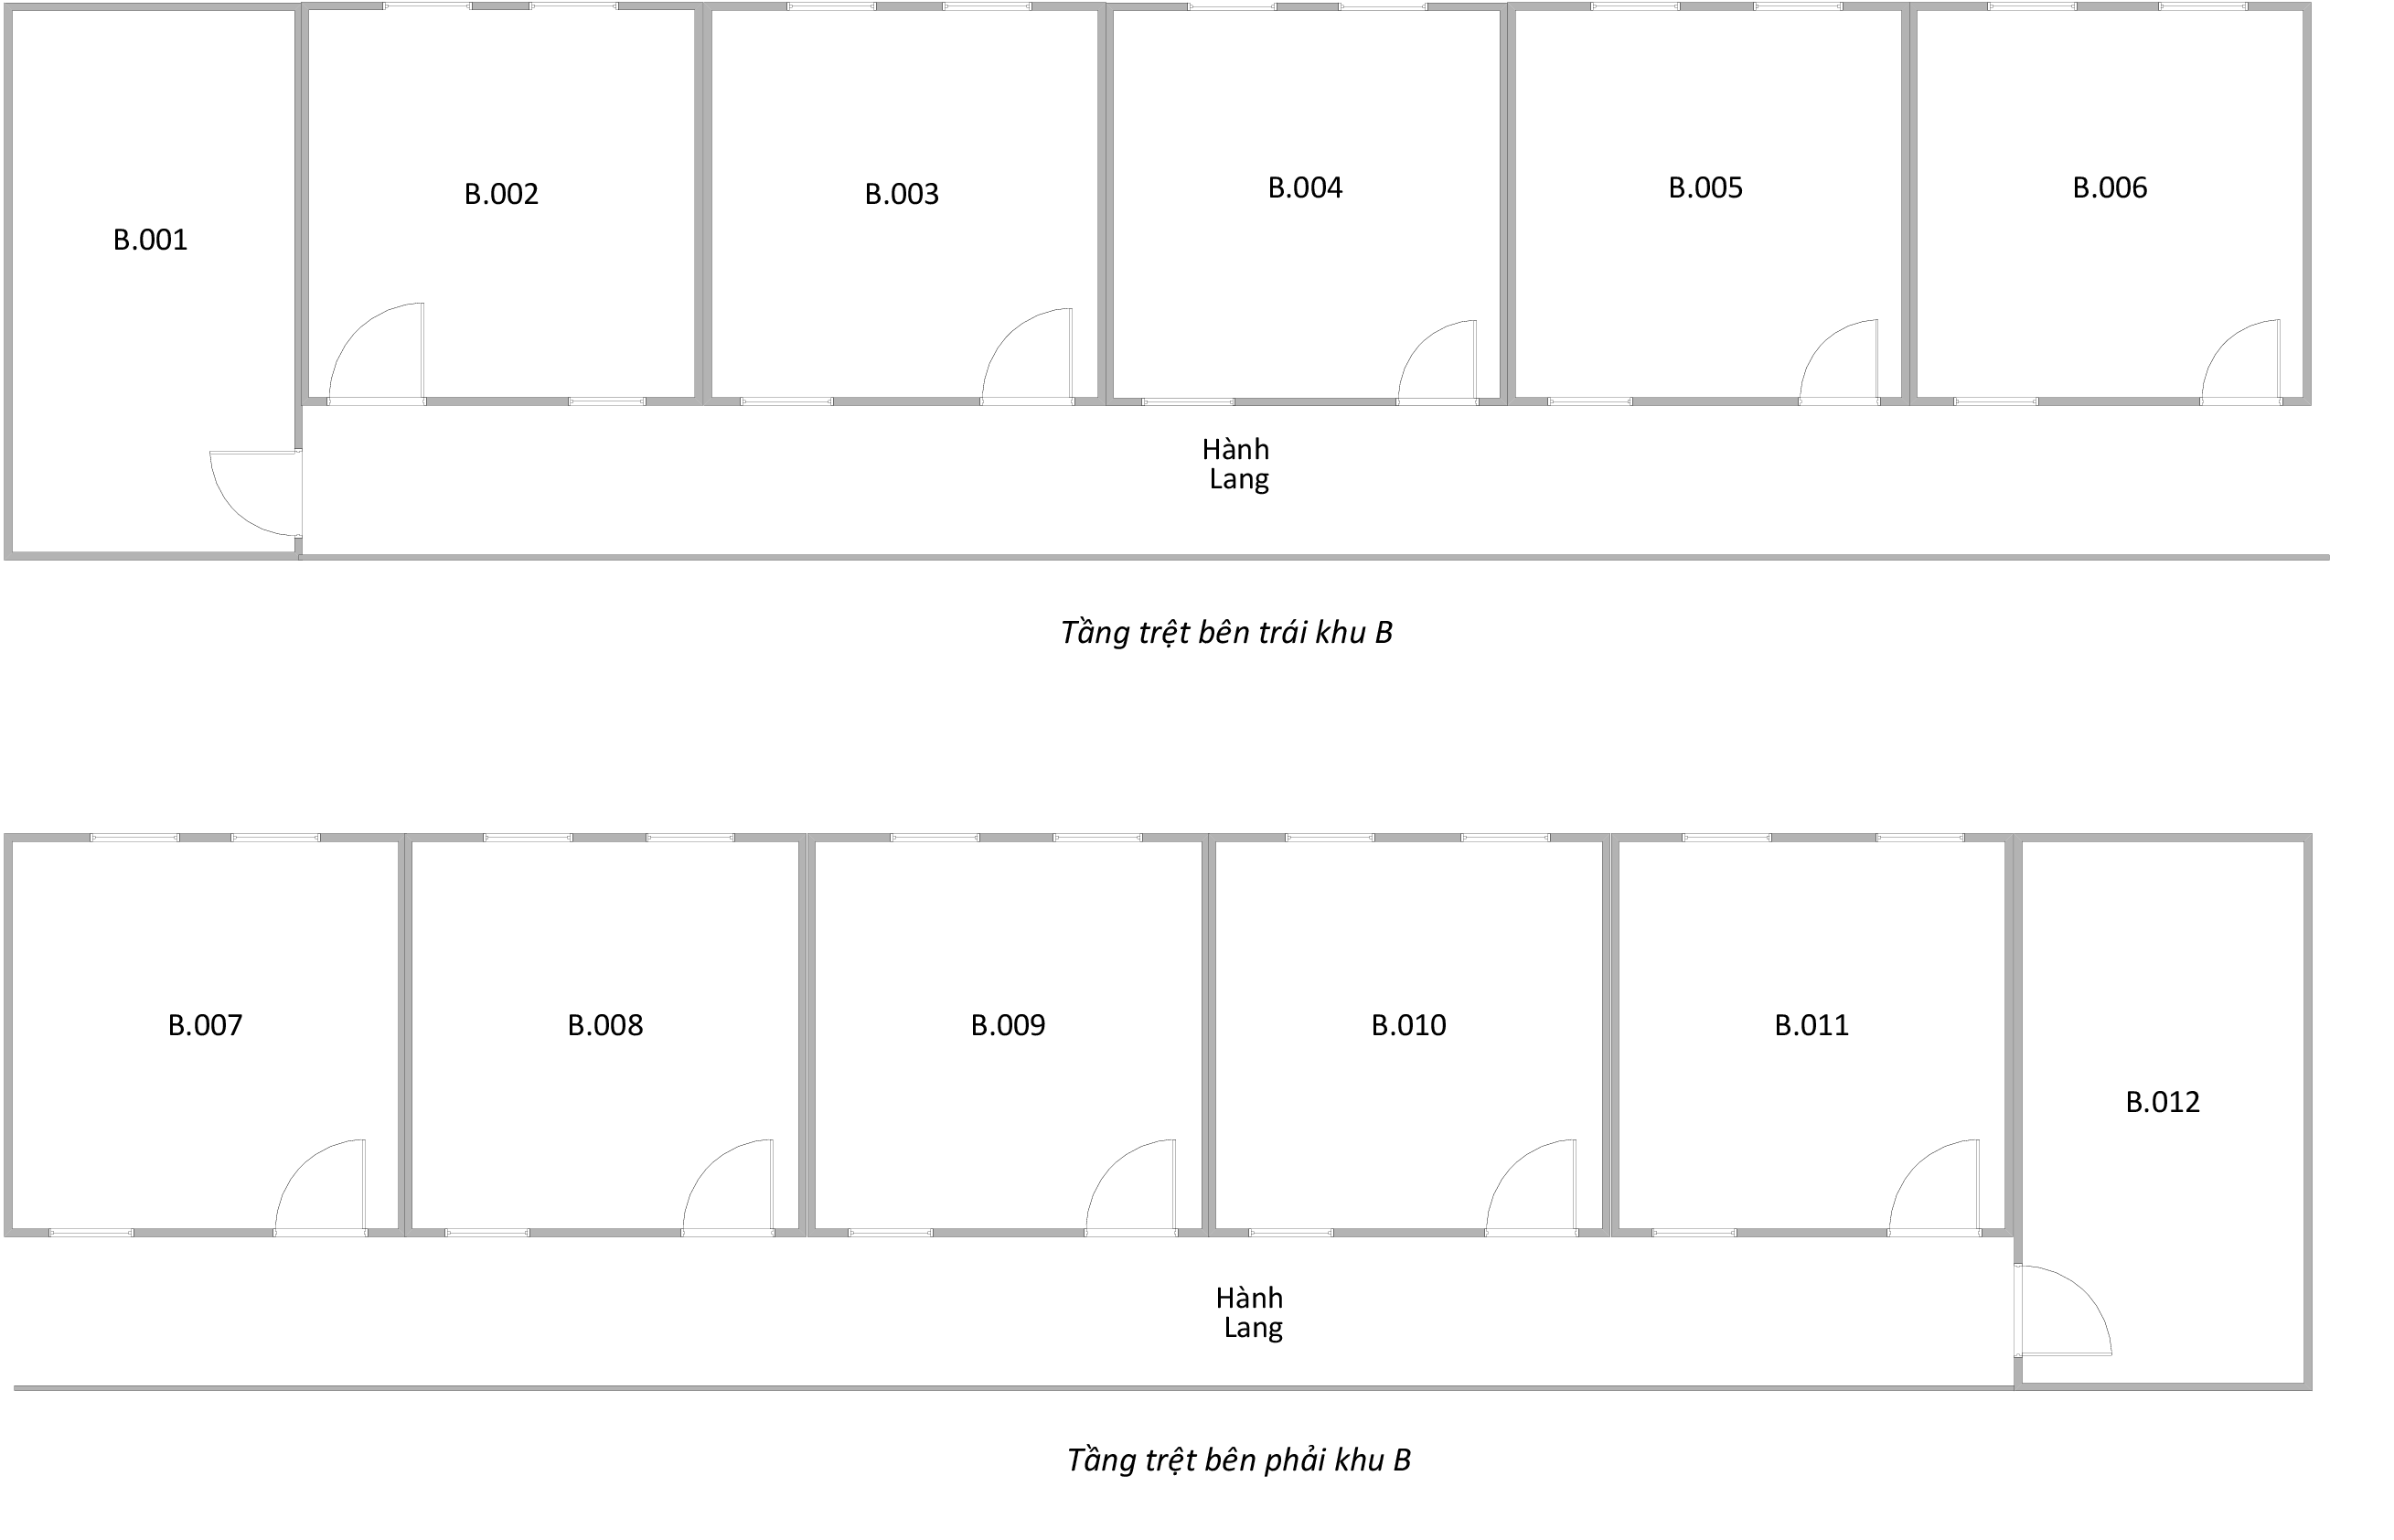 B.001
B.002
B.003
B.004
B.005
B.006
Hành
Lang
Tầng trệt bên trái khu B
B.007
B.008
B.009
B.010
B.011
B.012
Hành
Lang
Tầng trệt bên phải khu B